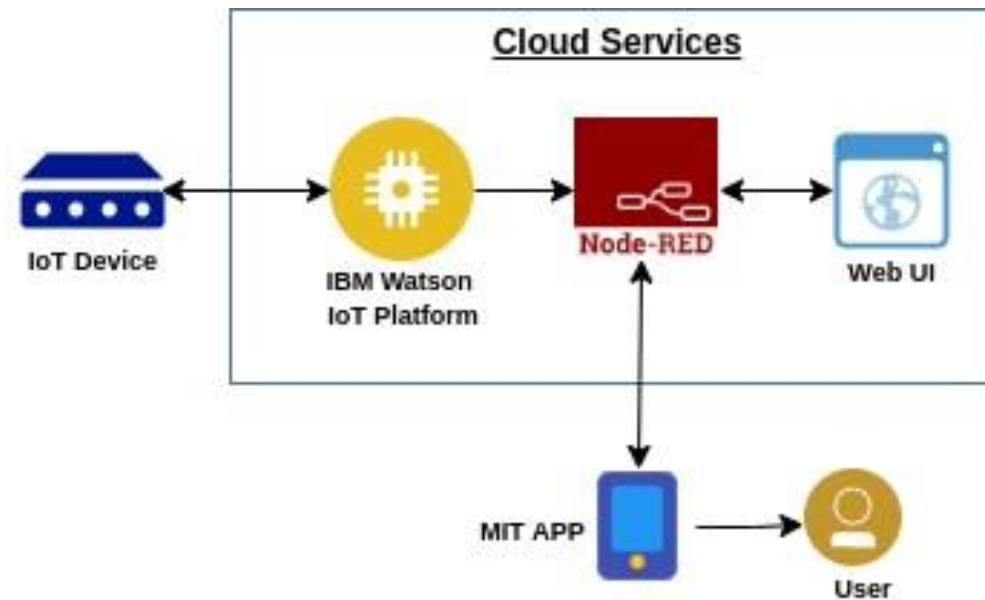 Cloud Services
IoT Device
IBM Watson
IoT Platform
Node-RED
Web UI
MIT APP
User